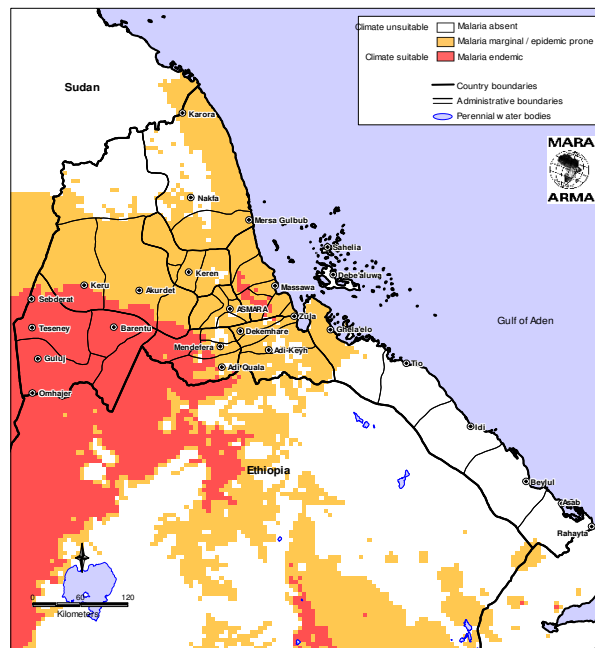 Climate unsuitable Malaria absent
Malaria marginal / epidemic prone
Climate suitable Malaria endemic
Country boundaries
Administrative boundaries
Perennial water bodies
Sudan
Karora
MARA
ARMA
Nakfa
Mersa Gulbub
Sahelia
Debe'aluwa
Keren
Keru
Akurdet
Massawa
Sebderat
ASMARA
Zula
Gulf of Aden
Teseney
Barentu
Dekemhare
Ghela'elo
Mendefera
Adi-Keyh
Guluj
Adi Quala
Tio
Omhajer
Idi
Ethiopia
Beylul
Asab
Rahayta
0 60 120
Kilometers